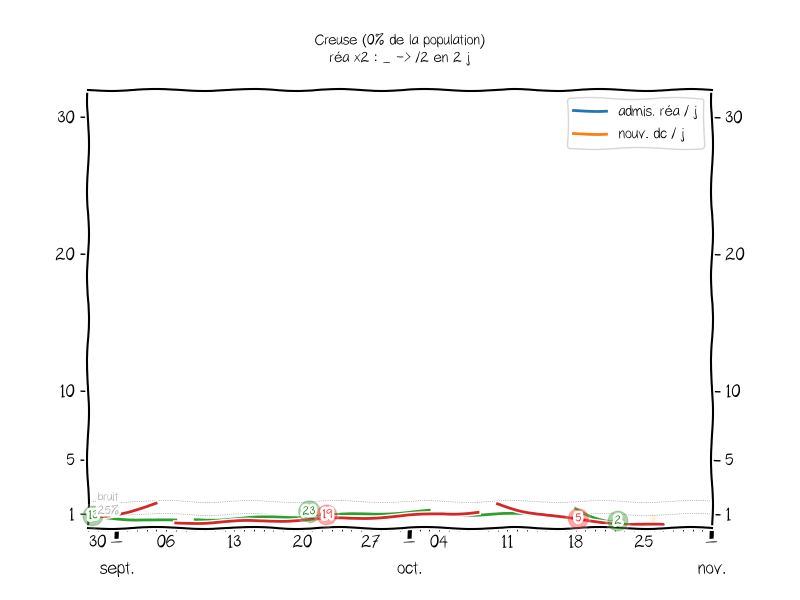 Creuse (0% de la population)
réa x2 : _ -> /2 en 2 j
admis. réa / j
nouv. dc / j
30 30
20 20
10 10
5 5
bruit
25%
23 19 5 2
1 1
30 06 13 20 27 04 11 18 25
sept. oct. nov.